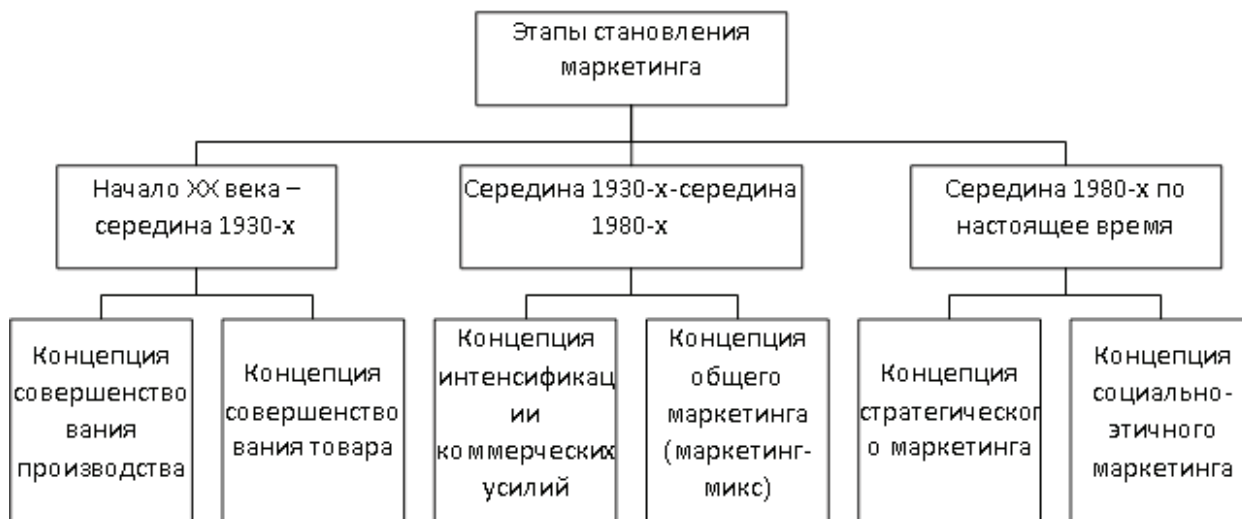 Этапы становления
маркетинга
Начало XX века –
середина 1930-х
Середина 1930-х-середина
1980-х
Середина 1980-х по
настоящее время
Концепция
совершенство
вания
производства
Концепция
совершенство
вания товара
Концепция
интенсификац
ии
коммерческих
усилий
Концепция
общего
маркетинга
(маркетинг-
микс)
Концепция
стратегическог
о маркетинга
Концепция
социально-
этичного
маркетинга